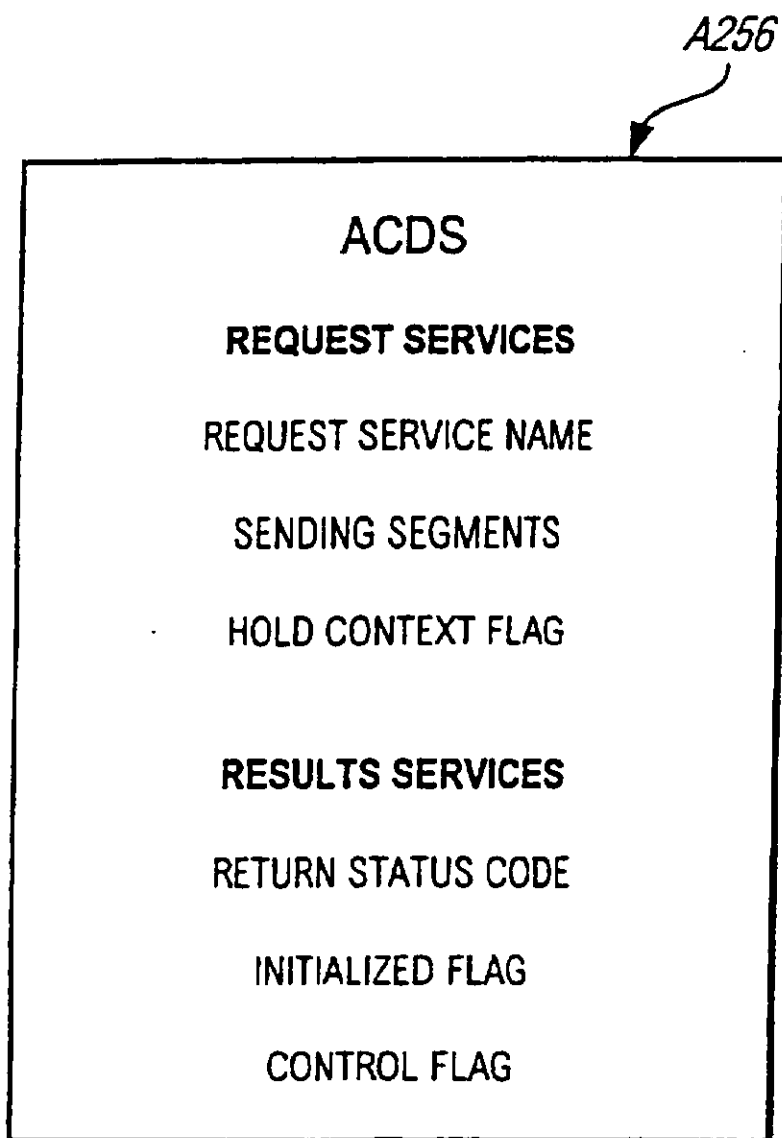 A256
ACDS
REQUEST SERVICES
REQUEST SERVICE NAME
SENDING SEGMENTS
HOLD CONTEXT FLAG
RESULTS SERVICES
RETURN STATUS CODE
INITIALIZED FLAG
CONTROL FLAG